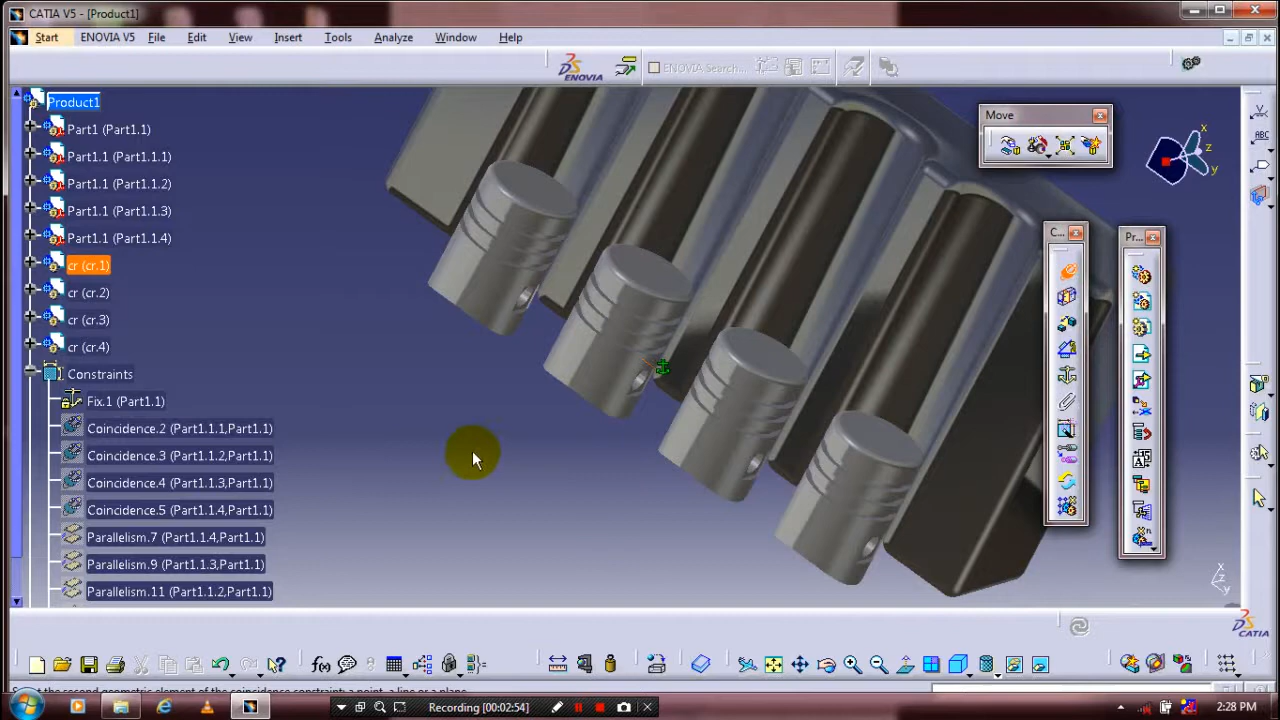 CATIA V5 - [Product1]
Start ENOVIA V5 File Edit View Insert Tools Analyze Window Help
ENOVIA
ENOVIA Search...
Product1
Part1 (Part1.1)
Part1.1 (Part1.1.1)
Part1.1 (Part1.1.2)
Part1.1 (Part1.1.3)
Part1.1 (Part1.1.4)
cr (cr.1)
cr (cr.2)
cr (cr.3)
cr (cr.4)
Constraints
Fix.1 (Part1.1)
Coincidence.2 (Part1.1.1,Part1.1)
Coincidence.3 (Part1.1.2,Part1.1)
Coincidence.4 (Part1.1.3,Part1.1)
Coincidence.5 (Part1.1.4,Part1.1)
Parallelism.7 (Part1.1.4,Part1.1)
Parallelism.9 (Part1.1.3,Part1.1)
Parallelism.11 (Part1.1.2,Part1.1)
Move
C...
Pr...
x
z
y
ABC
x
z
y
CATIA
f(x)
Recording [00:02:54]
2:28 PM